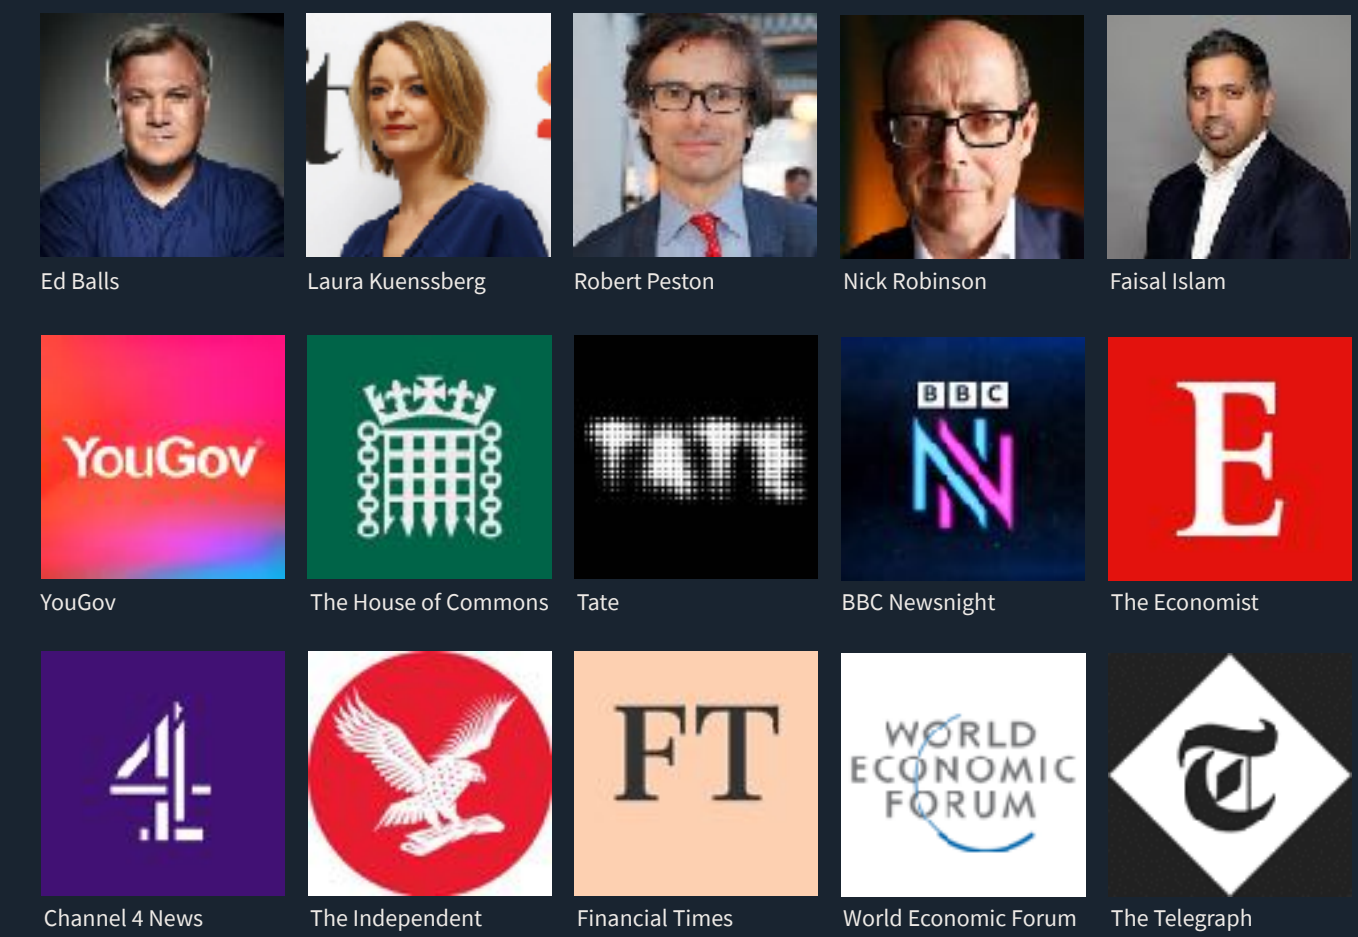 Ed Balls
Laura Kuenssberg
Robert Peston
Nick Robinson
Faisal Islam
YouGov
TATE
BBC
N
E
YouGov
The House of Commons
Tate
BBC Newsnight
The Economist
4
FT
WORLD
ECONOMIC
FORUM
T
Channel 4 News
The Independent
Financial Times
World Economic Forum
The Telegraph